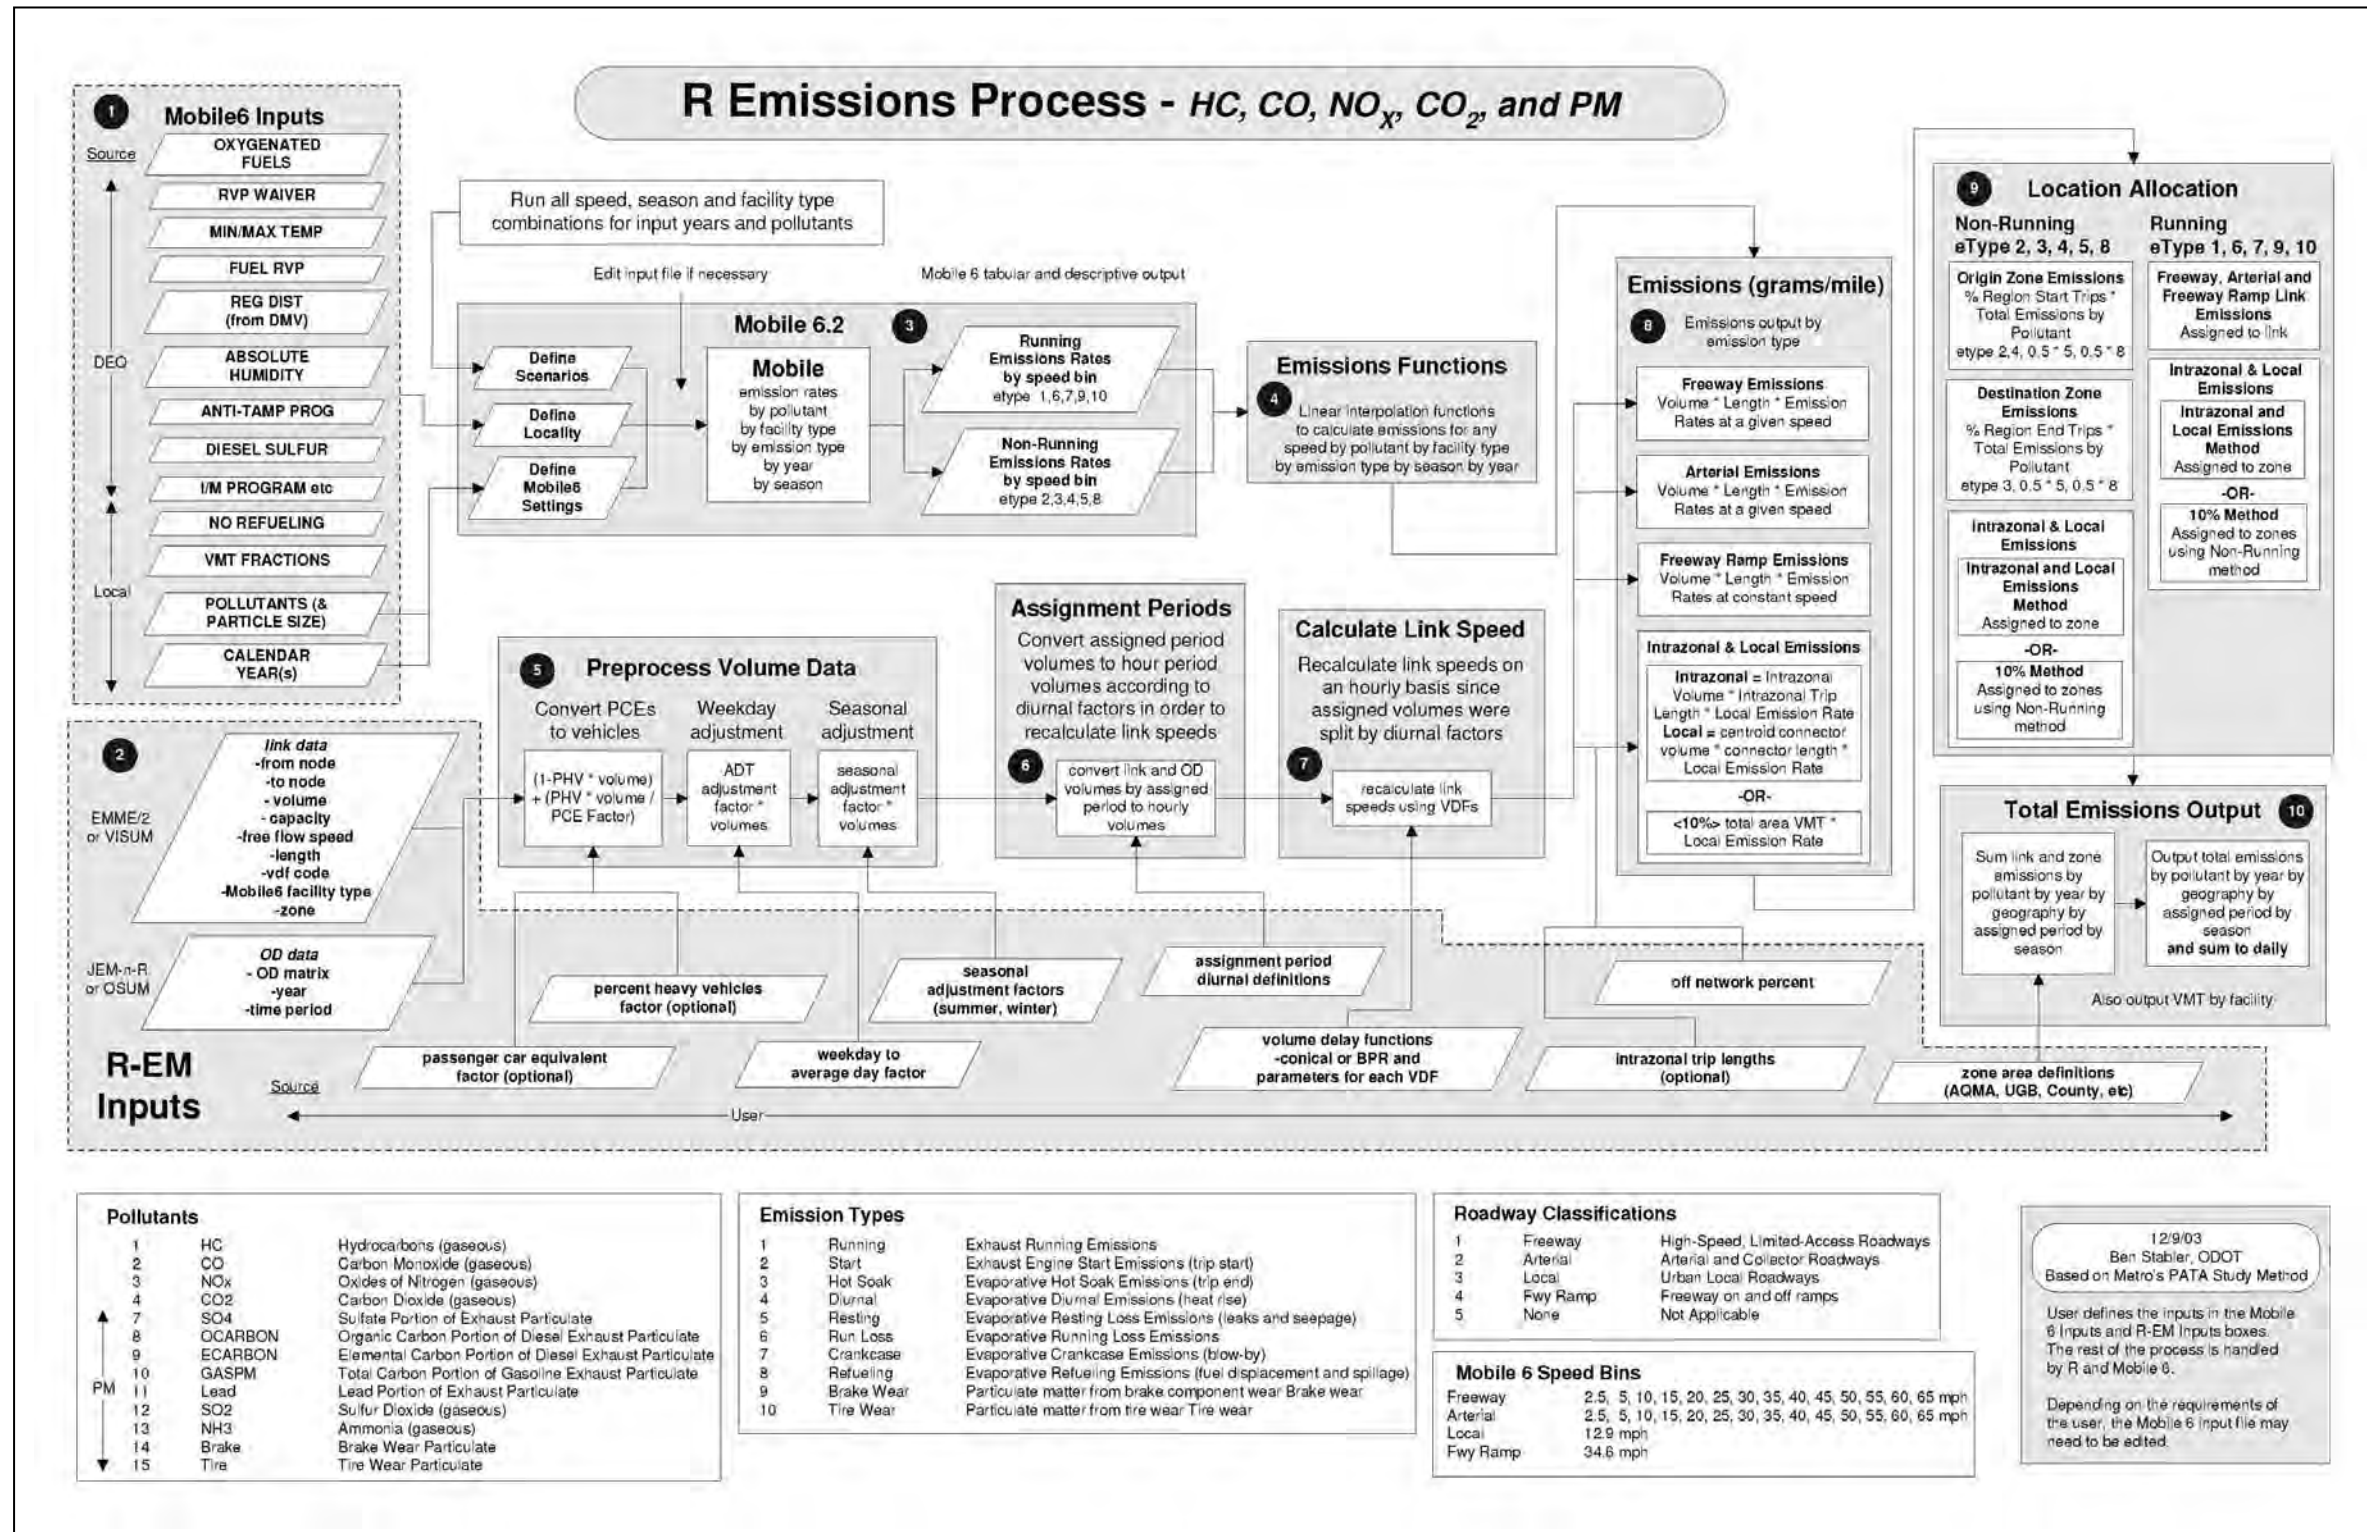 R Emissions Process - HC, CO, NOX, CO2, and PM
1
Mobile6 Inputs
Source
OXYGENATED
FUELS
RVP WAIVER
MIN/MAX TEMP
FUEL RVP
REG DIST
(from DMV)
DEQ
ABSOLUTE
HUMIDITY
ANTI-TAMP PROG
DIESEL SULFUR
I/M PROGRAM etc
NO REFUELING
VMT FRACTIONS
Local
POLLUTANTS (&
PARTICLE SIZE)
CALENDAR
YEAR(s)
Run all speed, season and facility type
combinations for input years and pollutants
Edit input file if necessary
Mobile 6 tabular and descriptive output
Mobile 6.2
3
Define
Scenarios
Define
Locality
Define
Mobile6
Settings
Mobile
emission rates
by pollutant
by facility type
by emission type
by year
by season
Running
Emissions Rates
by speed bin
etype 1,6,7,9,10
Non-Running
Emissions Rates
by speed bin
etype 2,3,4,5,8
Emissions Functions
4
Linear interpolation functions
to calculate emissions for any
speed by pollutant by facility type
by emission type by season by year
5
Preprocess Volume Data
Convert PCEs
to vehicles
Weekday
adjustment
Seasonal
adjustment
(1-PHV * volume)
+ (PHV * volume /
PCE Factor)
ADT
adjustment
factor *
volumes
seasonal
adjustment
factor *
volumes
Assignment Periods
Convert assigned period
volumes to hour period
volumes according to
diurnal factors in order to
recalculate link speeds
6
convert link and OD
volumes by assigned
period to hourly
volumes
Calculate Link Speed
Recalculate link speeds on
an hourly basis since
assigned volumes were
split by diurnal factors
7
recalculate link
speeds using VDFs
Emissions (grams/mile)
8
Emissions output by
emission type
Freeway Emissions
Volume * Length * Emission
Rates at a given speed
Arterial Emissions
Volume * Length * Emission
Rates at a given speed
Freeway Ramp Emissions
Volume * Length * Emission
Rates at constant speed
Intrazonal & Local Emissions
Intrazonal = Intrazonal
Volume * Intrazonal Trip
Length * Local Emission Rate
Local = centroid connector
volume * connector length *
Local Emission Rate
-OR-
<10%> total area VMT *
Local Emission Rate
9
Location Allocation
Non-Running
eType 2, 3, 4, 5, 8
Origin Zone Emissions
% Region Start Trips *
Total Emissions by
Pollutant
etype 2,4, 0.5 * 5, 0.5 * 8
Destination Zone
Emissions
% Region End Trips *
Total Emissions by
Pollutant
etype 3, 0.5 * 5, 0.5 * 8
Intrazonal & Local
Emissions
Intrazonal and Local
Emissions
Method
Assigned to zone
-OR-
10% Method
Assigned to zones
using Non-Running
method
Running
eType 1, 6, 7, 9, 10
Freeway, Arterial and
Freeway Ramp Link
Emissions
Assigned to link
Intrazonal & Local
Emissions
Intrazonal and
Local Emissions
Method
Assigned to zone
-OR-
10% Method
Assigned to zones
using Non-Running
method
Total Emissions Output
10
Sum link and zone
emissions by
pollutant by year by
geography by
assigned period by
season
Output total emissions
by pollutant by year by
geography by
assigned period by
season
and sum to daily
Also output VMT by facility
2
EMME/2
or VISUM
link data
-from node
-to node
- volume
- capacity
-free flow speed
-length
-vdf code
-Mobile6 facility type
-zone
JEM-n-R
or OSUM
OD data
- OD matrix
-year
-time period
R-EM
Inputs
Source
User
passenger car equivalent
factor (optional)
percent heavy vehicles
factor (optional)
weekday to
average day factor
seasonal
adjustment factors
(summer, winter)
assignment period
diurnal definitions
volume delay functions
-conical or BPR and
parameters for each VDF
off network percent
intrazonal trip lengths
(optional)
zone area definitions
(AQMA, UGB, County, etc)
Pollutants
1 HC Hydrocarbons (gaseous)
2 CO Carbon Monoxide (gaseous)
3 NOx Oxides of Nitrogen (gaseous)
4 CO2 Carbon Dioxide (gaseous)
7 SO4 Sulfate Portion of Exhaust Particulate
8 OCARBON Organic Carbon Portion of Diesel Exhaust Particulate
9 ECARBON Elemental Carbon Portion of Diesel Exhaust Particulate
10 GASPM Total Carbon Portion of Gasoline Exhaust Particulate
PM 11 Lead Lead Portion of Exhaust Particulate
12 SO2 Sulfur Dioxide (gaseous)
13 NH3 Ammonia (gaseous)
14 Brake Brake Wear Particulate
15 Tire Tire Wear Particulate
Emission Types
1 Running Exhaust Running Emissions
2 Start Exhaust Engine Start Emissions (trip start)
3 Hot Soak Evaporative Hot Soak Emissions (trip end)
4 Diurnal Evaporative Diurnal Emissions (heat rise)
5 Resting Evaporative Resting Loss Emissions (leaks and seepage)
6 Run Loss Evaporative Running Loss Emissions
7 Crankcase Evaporative Crankcase Emissions (blow-by)
8 Refueling Evaporative Refueling Emissions (fuel displacement and spillage)
9 Brake Wear Particulate matter from brake component wear Brake wear
10 Tire Wear Particulate matter from tire wear Tire wear
Roadway Classifications
1 Freeway High-Speed, Limited-Access Roadways
2 Arterial Arterial and Collector Roadways
3 Local Urban Local Roadways
4 Fwy Ramp Freeway on and off ramps
5 None Not Applicable
Mobile 6 Speed Bins
Freeway 2.5, 5, 10, 15, 20, 25, 30, 35, 40, 45, 50, 55, 60, 65 mph
Arterial 2.5, 5, 10, 15, 20, 25, 30, 35, 40, 45, 50, 55, 60, 65 mph
Local 12.9 mph
Fwy Ramp 34.6 mph
12/9/03
Ben Stabler, ODOT
Based on Metro's PATA Study Method
User defines the inputs in the Mobile
6 Inputs and R-EM Inputs boxes.
The rest of the process is handled
by R and Mobile 6.
Depending on the requirements of
the user, the Mobile 6 input file may
need to be edited.